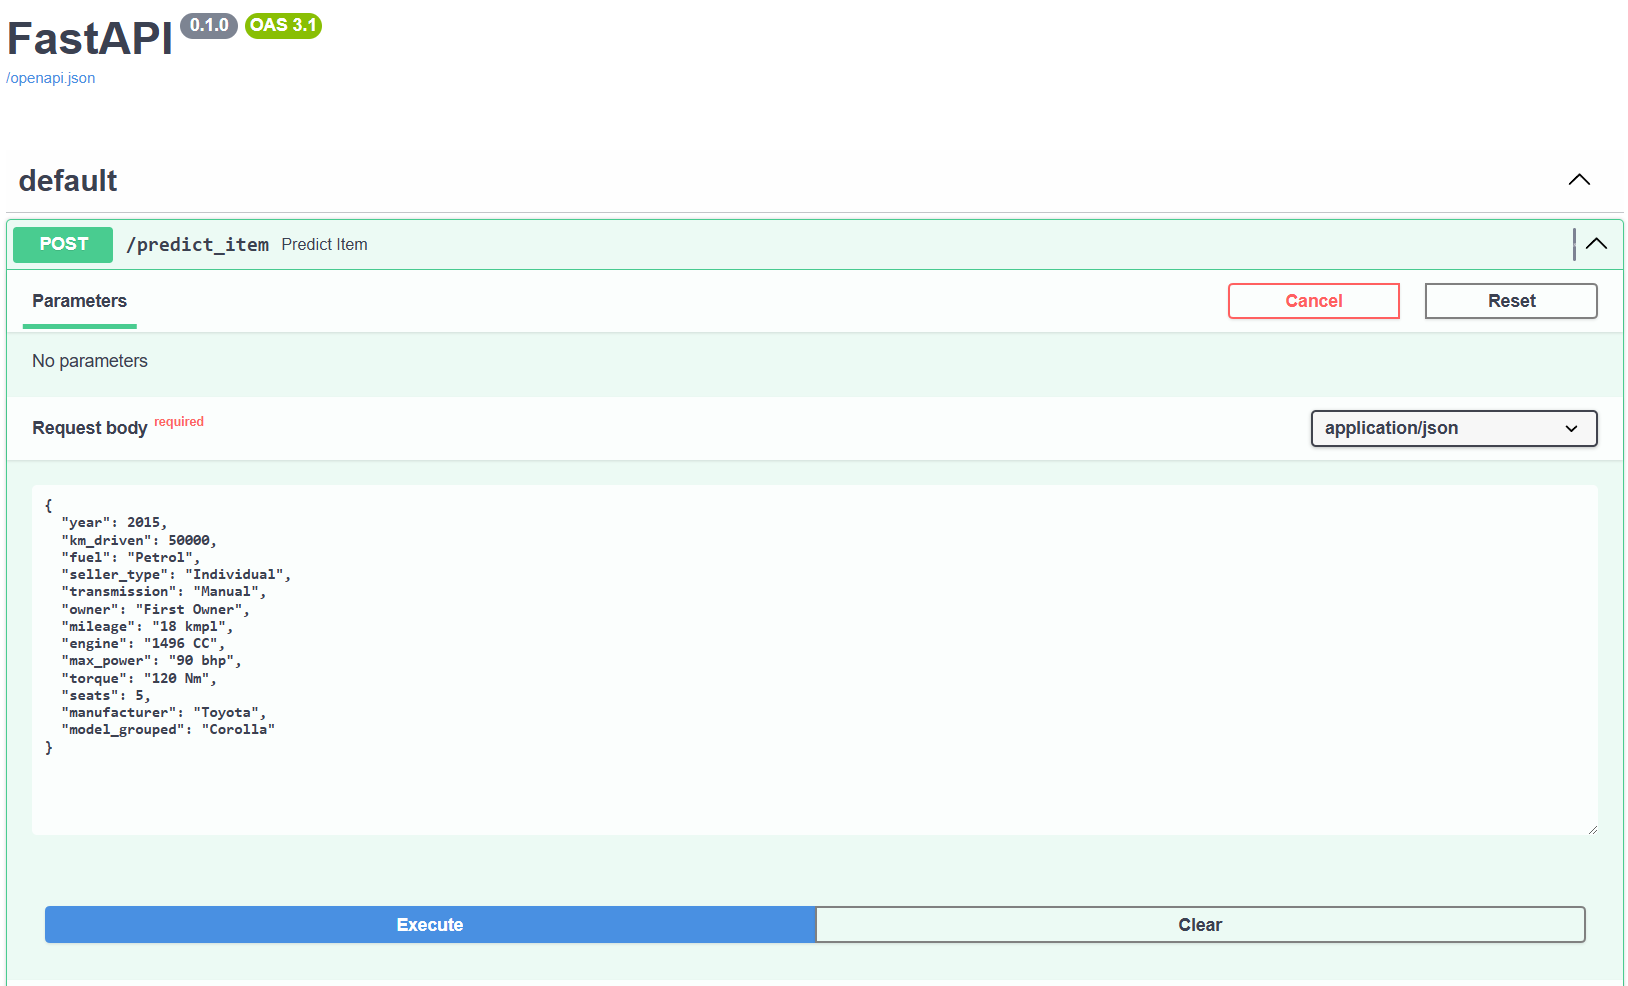 FastAPI 0.1.0 OAS 3.1
/openapi.json
default
POST /predict_item Predict Item
Parameters Cancel Reset
No parameters
Request body required application/json
{
  "year": 2015,
  "km_driven": 50000,
  "fuel": "Petrol",
  "seller_type": "Individual",
  "transmission": "Manual",
  "owner": "First Owner",
  "mileage": "18 kmpl",
  "engine": "1496 CC",
  "max_power": "90 bhp",
  "torque": "120 Nm",
  "seats": 5,
  "manufacturer": "Toyota",
  "model_grouped": "Corolla"
}
Execute Clear